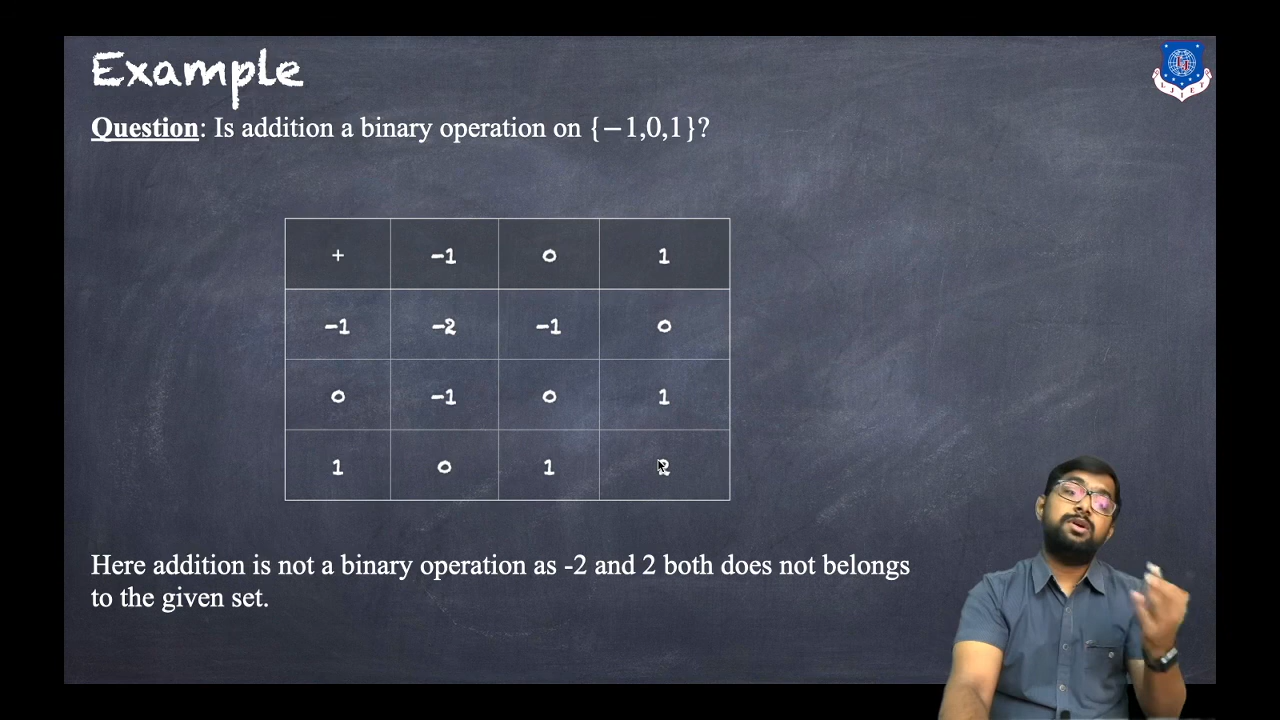 Example
Question: Is addition a binary operation on {−1,0,1}?
+ -1 0 1
-1 -2 -1 0
0 -1 0 1
1 0 1 2
Here addition is not a binary operation as -2 and 2 both does not belongs
to the given set.